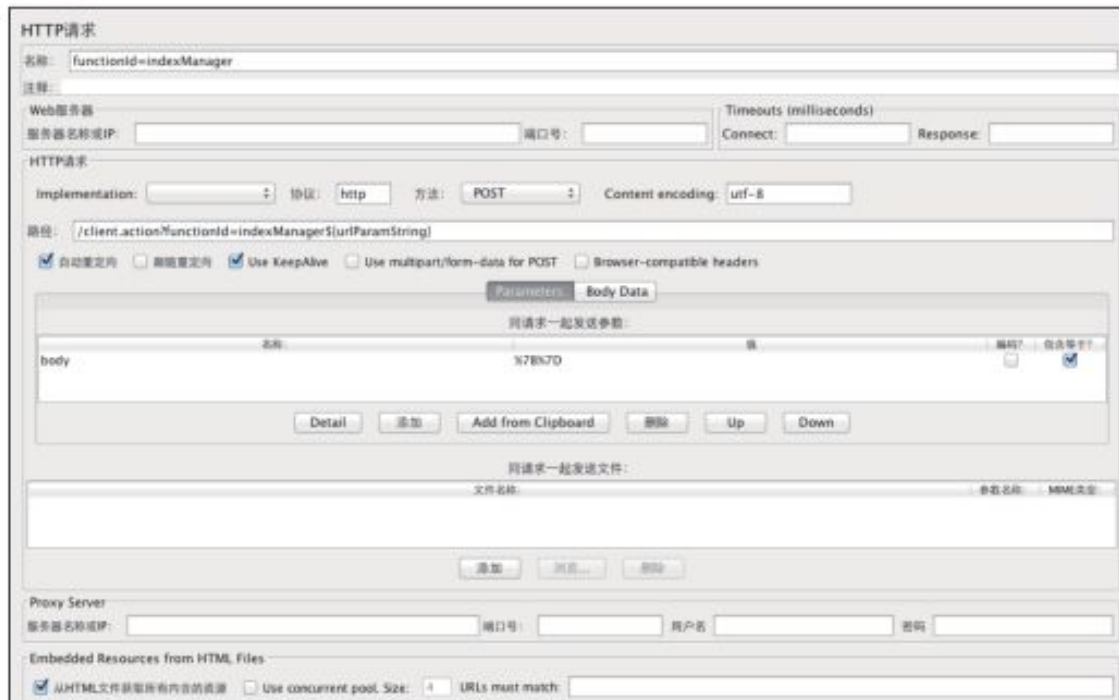 HTTP请求
名称: functionId=indexManager
注释:
Web服务器 Timeouts (milliseconds)
服务器名称或IP: 端口号: Connect: Response:
HTTP请求
Implementation: 协议: http 方法: POST Content encoding: utf-8
路径: /client.action?functionId=indexManager${urlParamString}
自动重定向 跟随重定向 Use KeepAlive Use multipart/form-data for POST Browser-compatible headers
Parameters Body Data
同请求一起发送参数:
名称: 值 编码? 包含等于?
body %7B%7D
Detail 添加 Add from Clipboard 删除 Up Down
同请求一起发送文件:
文件名称: 参数名称: MIME类型:
添加 浏览... 删除
Proxy Server
服务器名称或IP: 端口号: 用户名 密码
Embedded Resources from HTML Files
从HTML文件获取所有内含的资源 Use concurrent pool. Size: 4 URLs must match: